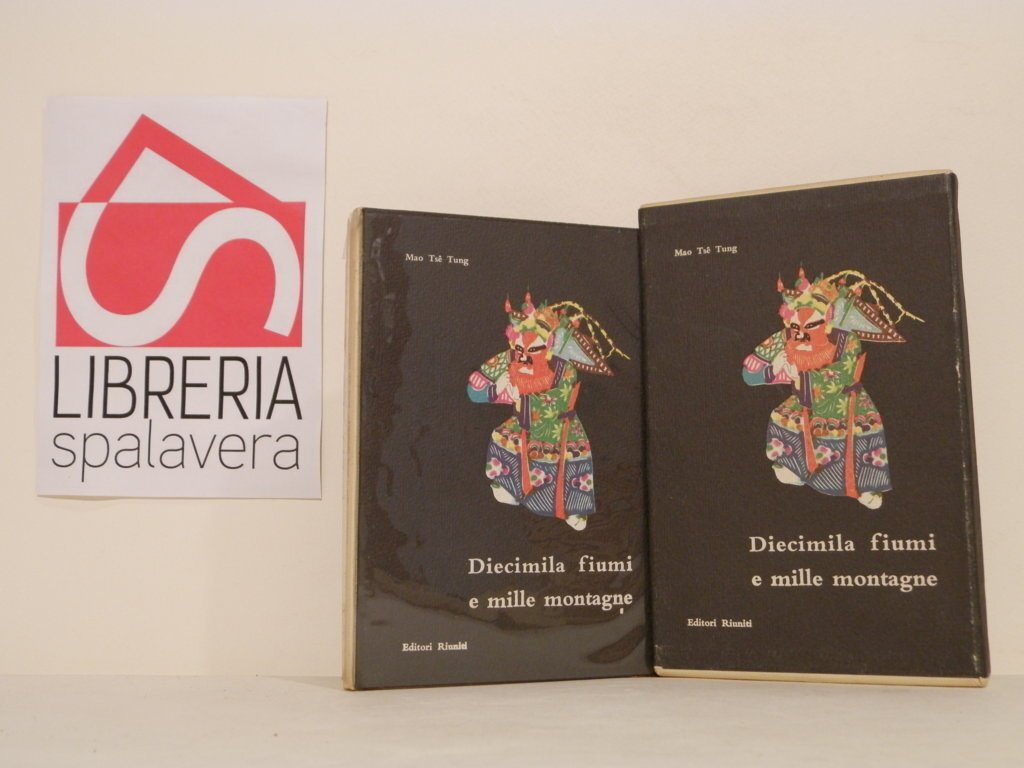 LIBRERIA
spalavera
Mao Tsê Tung
Diecimila fiumi
e mille montagne
Editori Riuniti
Mao Tsê Tung
Diecimila fiumi
e mille montagne
Editori Riuniti